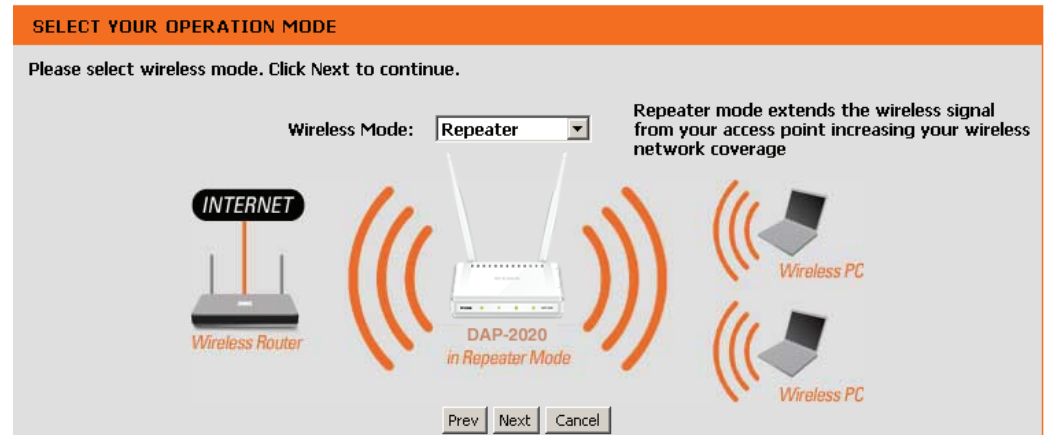 SELECT YOUR OPERATION MODE
Please select wireless mode. Click Next to continue.
Wireless Mode: Repeater
Repeater mode extends the wireless signal
from your access point increasing your wireless
network coverage
INTERNET
Wireless Router
DAP-2020
in Repeater Mode
Wireless PC
Wireless PC
Prev Next Cancel